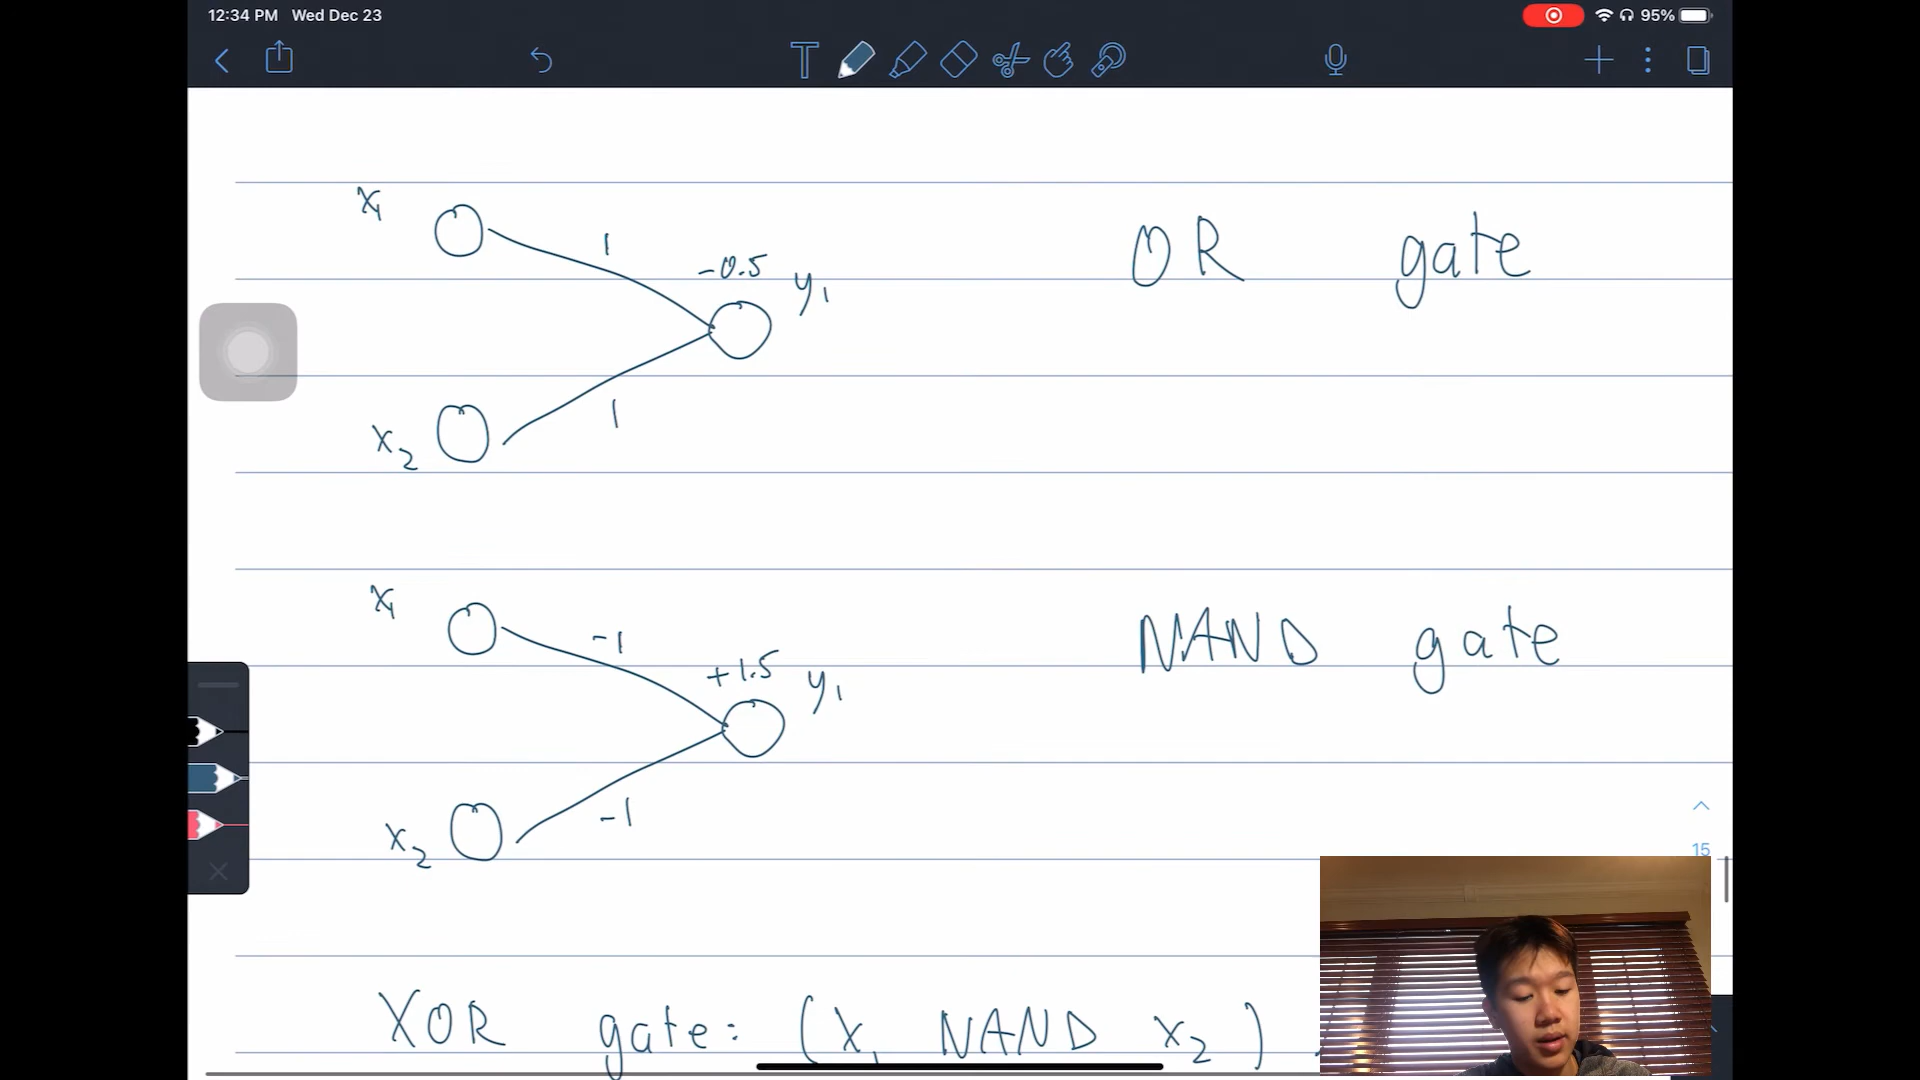 12:34 PM Wed Dec 23
95%
T
x₁
1
-0.5
y₁
OR gate
1
x₂
x₁
-1
+1.5
y₁
NAND gate
-1
x₂
15
XOR gate: (x₁ NAND x₂)